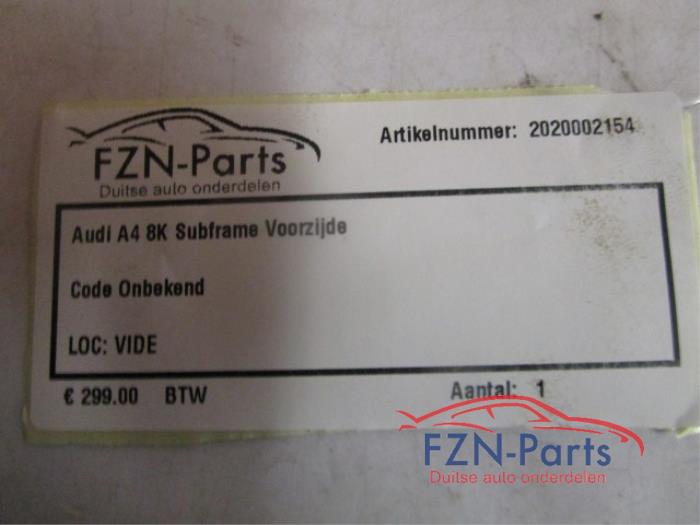 FZN-Parts
Duitse auto onderdelen
Artikelnummer: 2020002154
Audi A4 8K Subframe Voorzijde
Code Onbekend
LOC: VIDE
€ 299.00 BTW
Aantal: 1
FZN-Parts
Duitse auto onderdelen